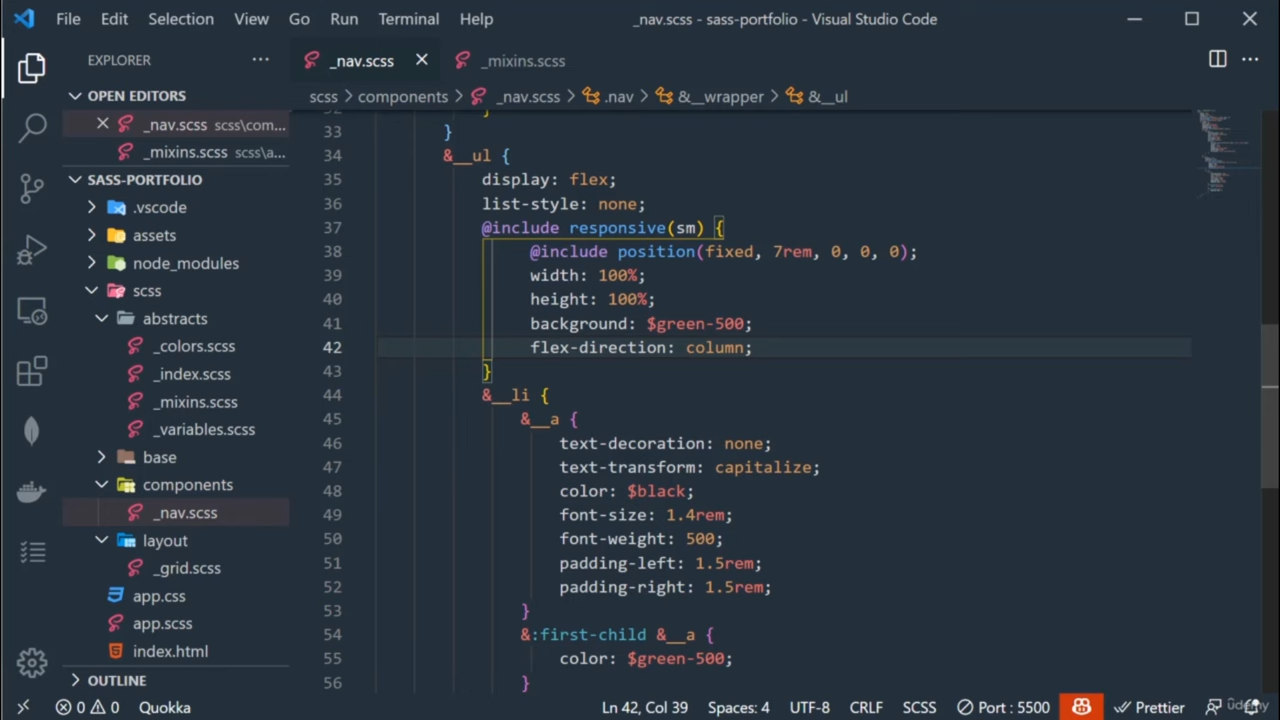 File Edit Selection View Go Run Terminal Help _nav.scss - sass-portfolio - Visual Studio Code
EXPLORER
_nav.scss
_mixins.scss
OPEN EDITORS
_nav.scss scss\com...
_mixins.scss scss\a...
SASS-PORTFOLIO
.vscode
assets
node_modules
scss
abstracts
_colors.scss
_index.scss
_mixins.scss
_variables.scss
base
components
_nav.scss
layout
_grid.scss
app.css
app.scss
index.html
OUTLINE
scss > components > _nav.scss > .nav > &__wrapper > &__ul
33 }
34 &__ul {
35 display: flex;
36 list-style: none;
37 @include responsive(sm) {
38 @include position(fixed, 7rem, 0, 0, 0);
39 width: 100%;
40 height: 100%;
41 background: $green-500;
42 flex-direction: column;
43 }
44 &__li {
45 &__a {
46 text-decoration: none;
47 text-transform: capitalize;
48 color: $black;
49 font-size: 1.4rem;
50 font-weight: 500;
51 padding-left: 1.5rem;
52 padding-right: 1.5rem;
53 }
54 &:first-child &__a {
55 color: $green-500;
56 }
0 0 Quokka Ln 42, Col 39 Spaces: 4 UTF-8 CRLF SCSS Port : 5500 Prettier
udemy